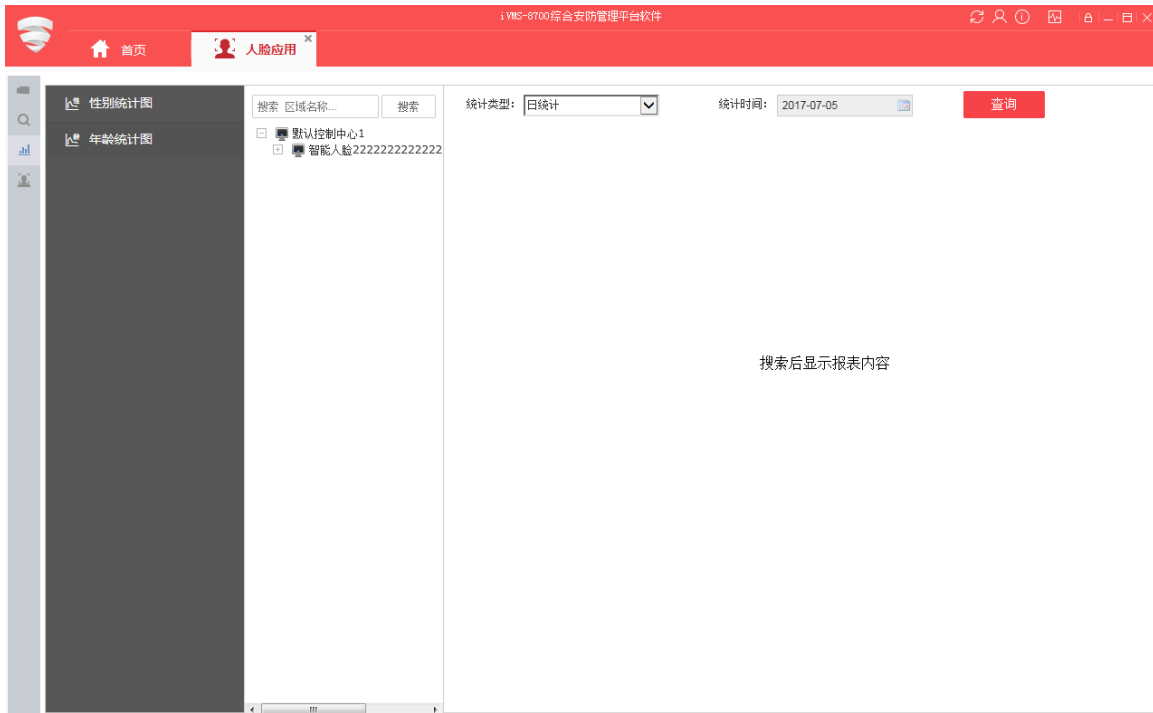 iVMS-8700综合安防管理平台软件
首页
人脸应用
性别统计图
年龄统计图
搜索 区域名称...
搜索
默认控制中心1
智能人脸2222222222222
统计类型：
日统计
统计时间：
2017-07-05
查询
搜索后显示报表内容